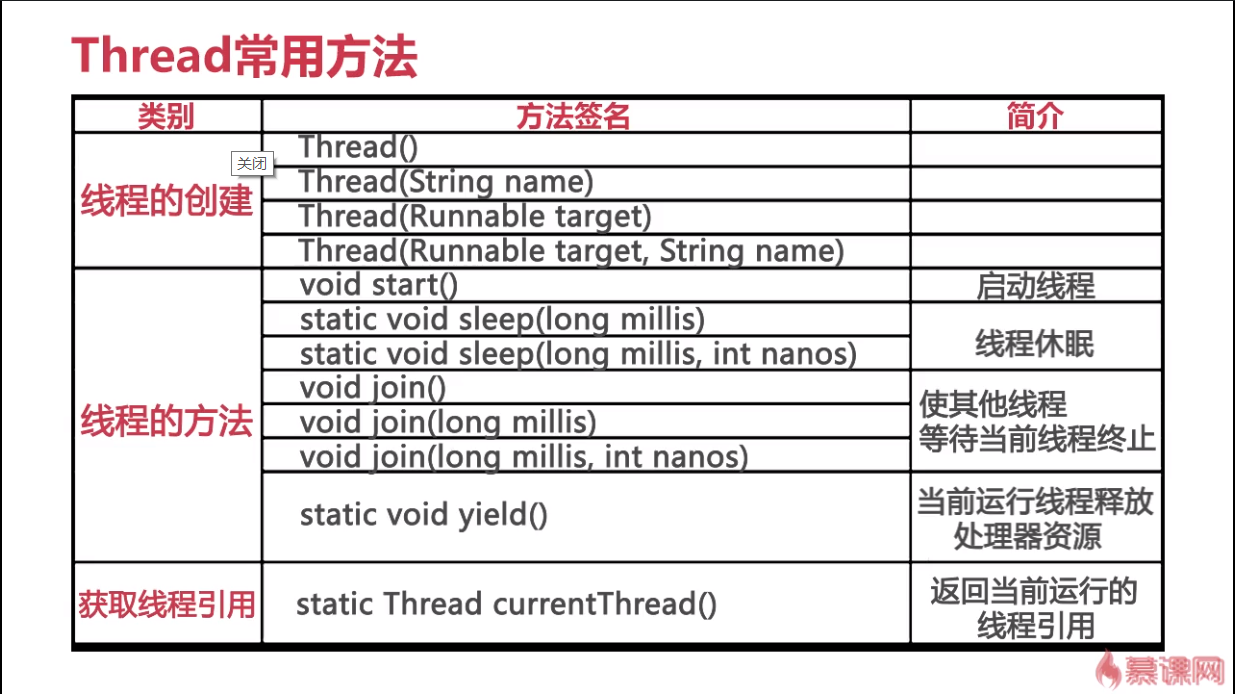 Thread常用方法
类别 方法签名 简介
线程的创建
关闭
Thread()
Thread(String name)
Thread(Runnable target)
Thread(Runnable target, String name)
线程的方法
void start()
启动线程
static void sleep(long millis)
static void sleep(long millis, int nanos)
线程休眠
void join()
void join(long millis)
void join(long millis, int nanos)
使其他线程
等待当前线程终止
static void yield()
当前运行线程释放
处理器资源
获取线程引用
static Thread currentThread()
返回当前运行的
线程引用
慕课网